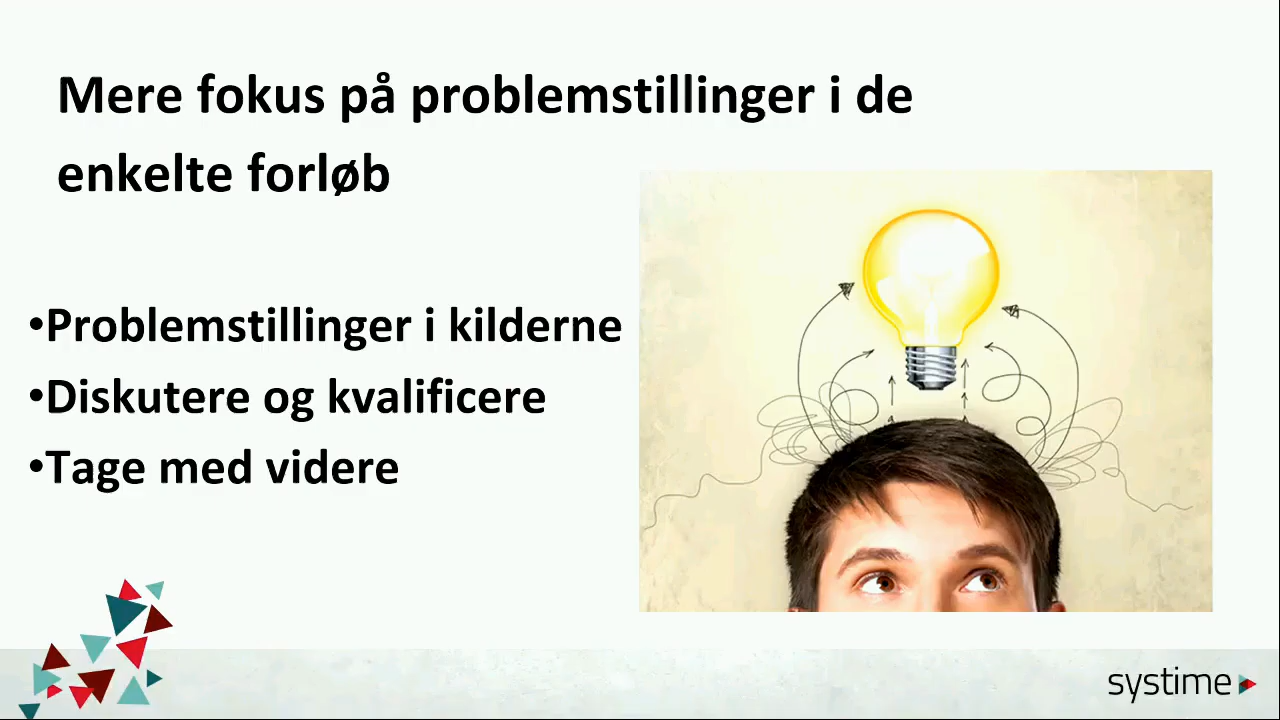 Mere fokus på problemstillinger i de
enkelte forløb
•Problemstillinger i kilderne
•Diskutere og kvalificere
•Tage med videre
systime